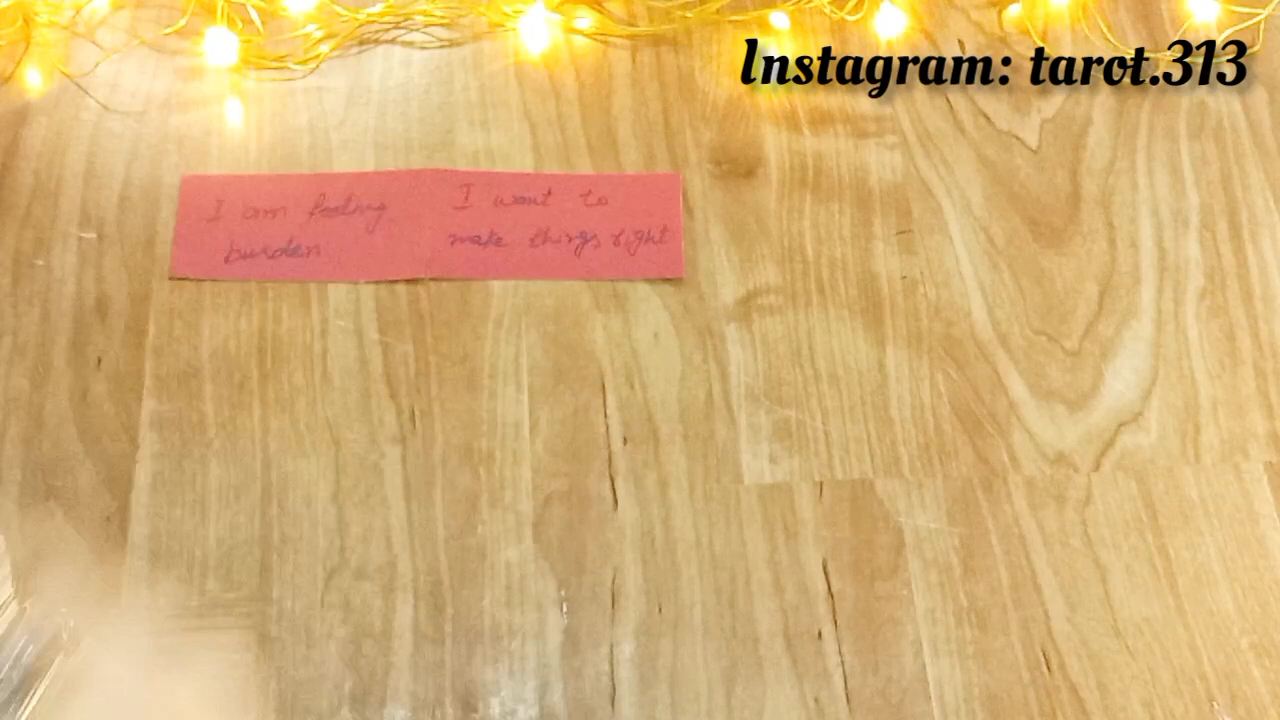 Instagram: tarot.313
I am feeling
burden
I want to
make things right